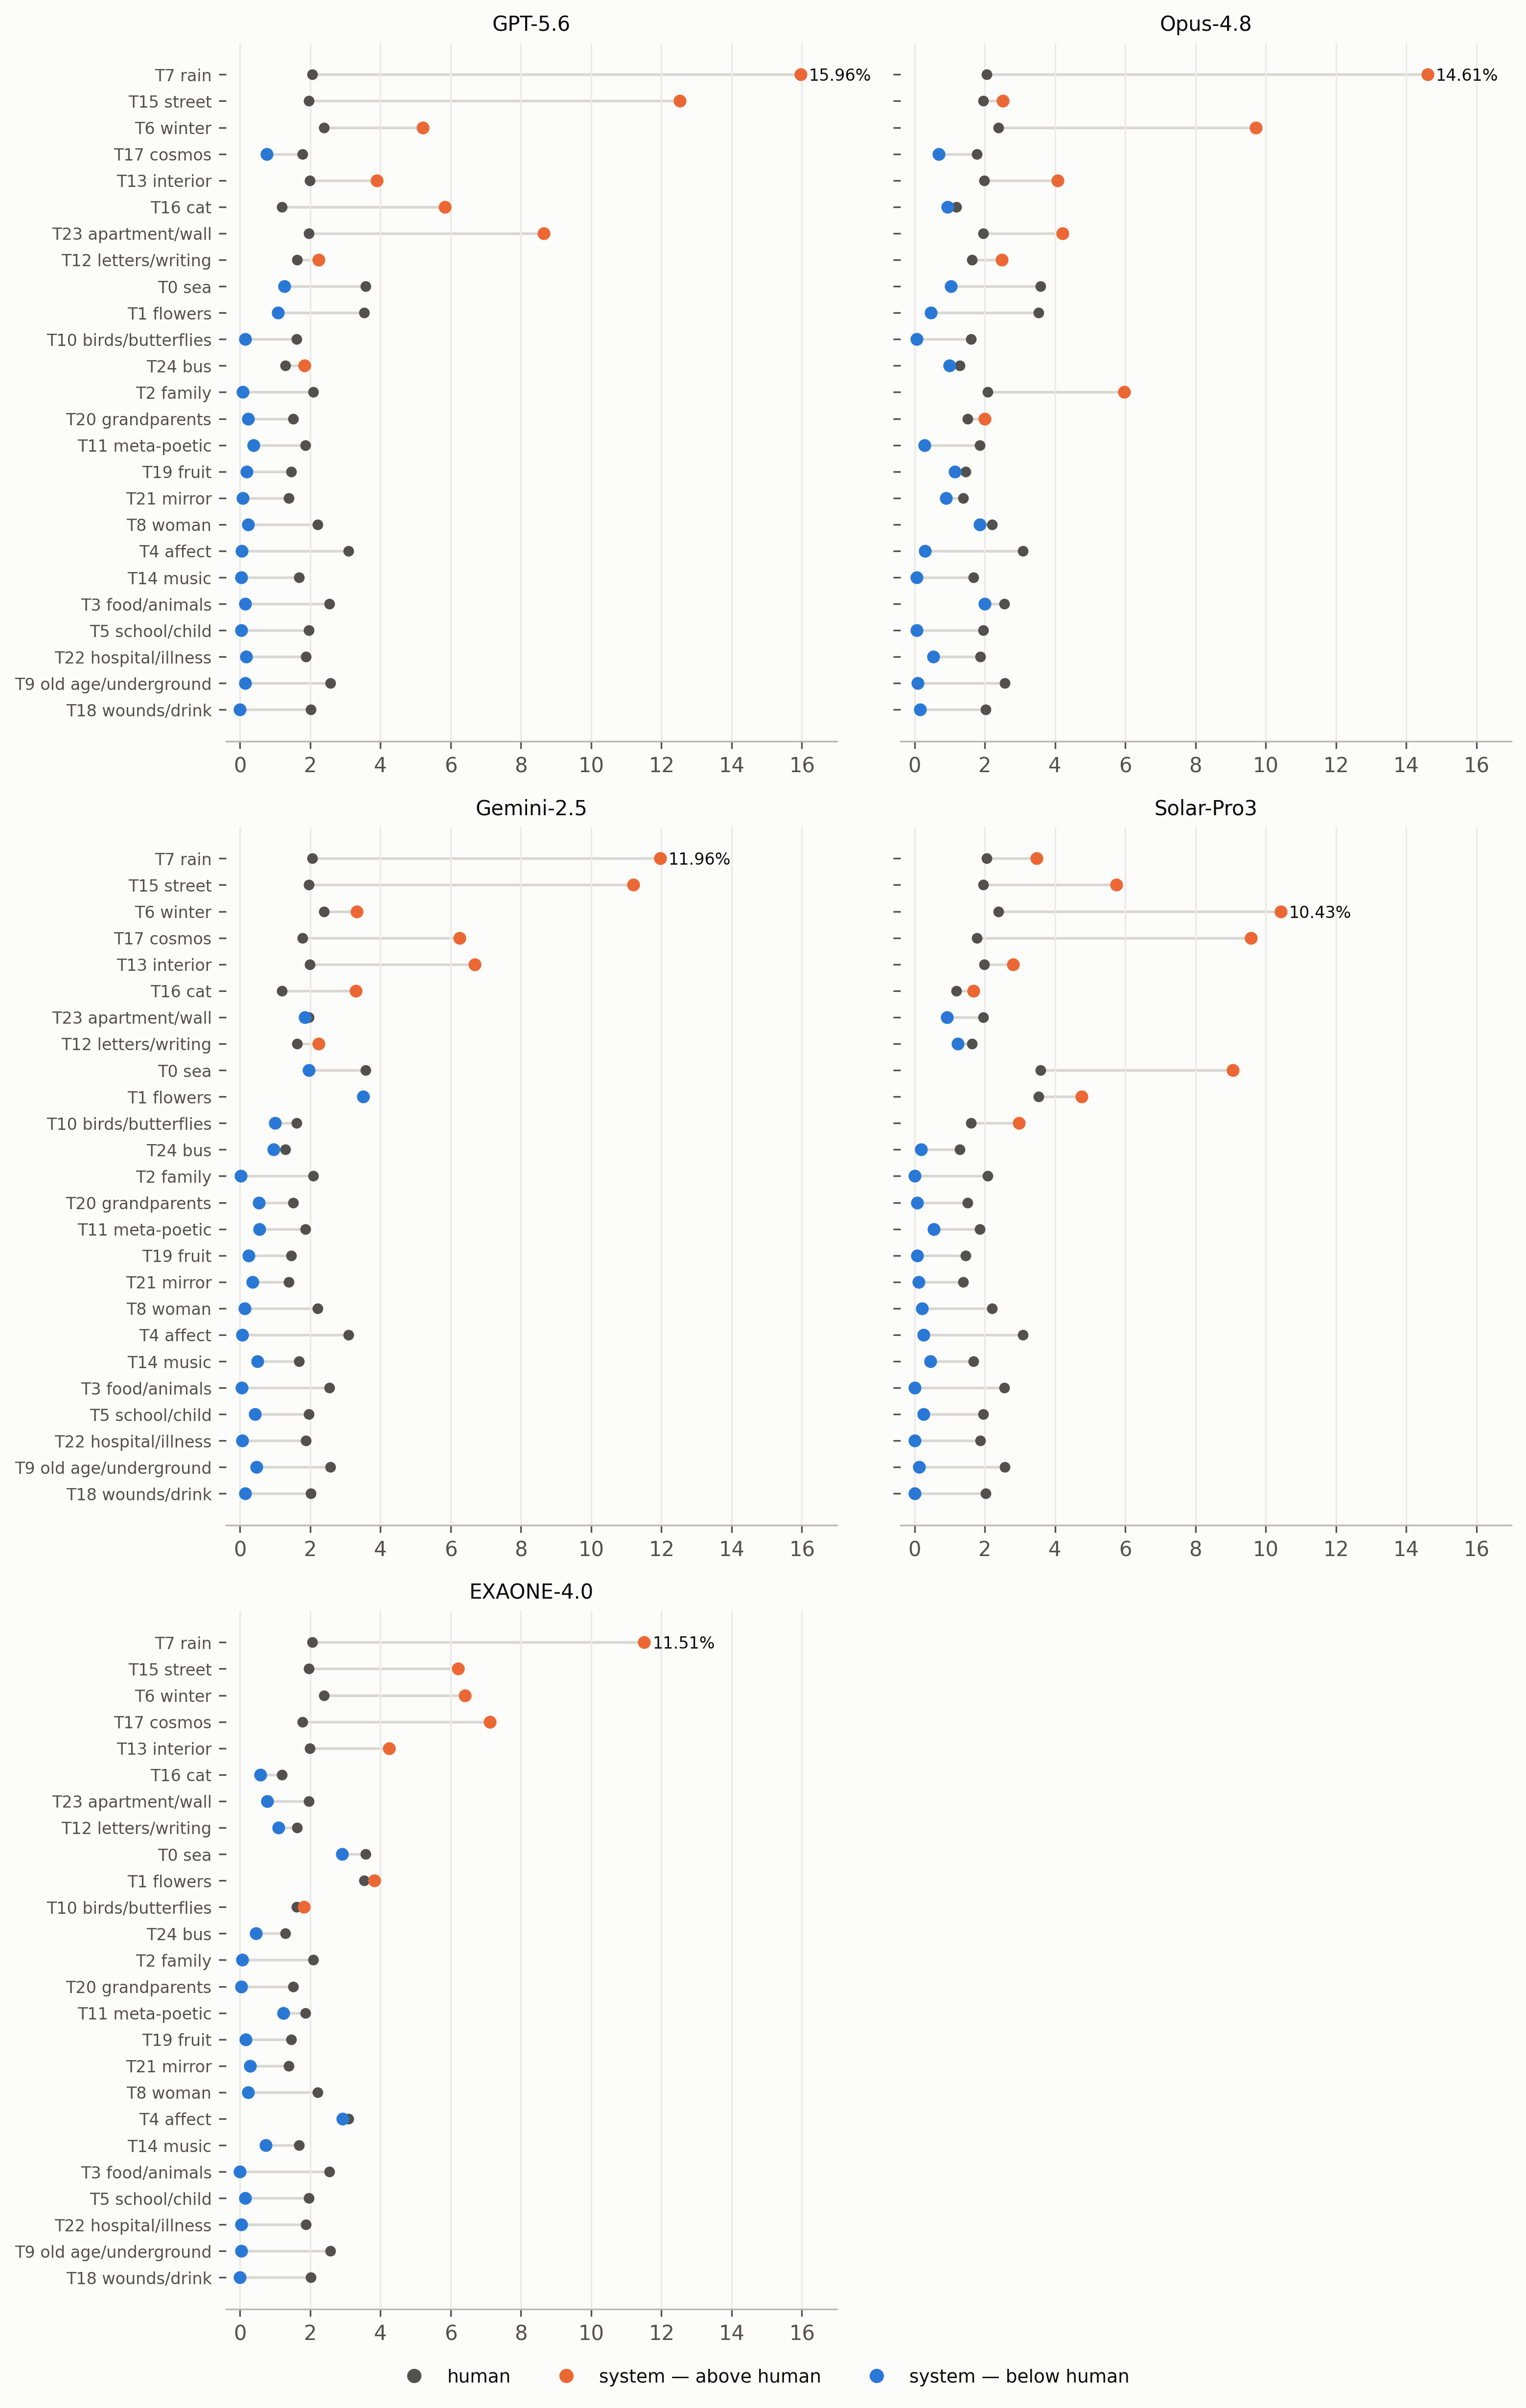 GPT-5.6
T7 rain
T15 street
T6 winter
T17 cosmos
T13 interior
T16 cat
T23 apartment/wall
T12 letters/writing
T0 sea
T1 flowers
T10 birds/butterflies
T24 bus
T2 family
T20 grandparents
T11 meta-poetic
T19 fruit
T21 mirror
T8 woman
T4 affect
T14 music
T3 food/animals
T5 school/child
T22 hospital/illness
T9 old age/underground
T18 wounds/drink
15.96%
0 2 4 6 8 10 12 14 16
Opus-4.8
14.61%
0 2 4 6 8 10 12 14 16
Gemini-2.5
T7 rain
T15 street
T6 winter
T17 cosmos
T13 interior
T16 cat
T23 apartment/wall
T12 letters/writing
T0 sea
T1 flowers
T10 birds/butterflies
T24 bus
T2 family
T20 grandparents
T11 meta-poetic
T19 fruit
T21 mirror
T8 woman
T4 affect
T14 music
T3 food/animals
T5 school/child
T22 hospital/illness
T9 old age/underground
T18 wounds/drink
11.96%
0 2 4 6 8 10 12 14 16
Solar-Pro3
10.43%
0 2 4 6 8 10 12 14 16
EXAONE-4.0
T7 rain
T15 street
T6 winter
T17 cosmos
T13 interior
T16 cat
T23 apartment/wall
T12 letters/writing
T0 sea
T1 flowers
T10 birds/butterflies
T24 bus
T2 family
T20 grandparents
T11 meta-poetic
T19 fruit
T21 mirror
T8 woman
T4 affect
T14 music
T3 food/animals
T5 school/child
T22 hospital/illness
T9 old age/underground
T18 wounds/drink
11.51%
0 2 4 6 8 10 12 14 16
human
system — above human
system — below human